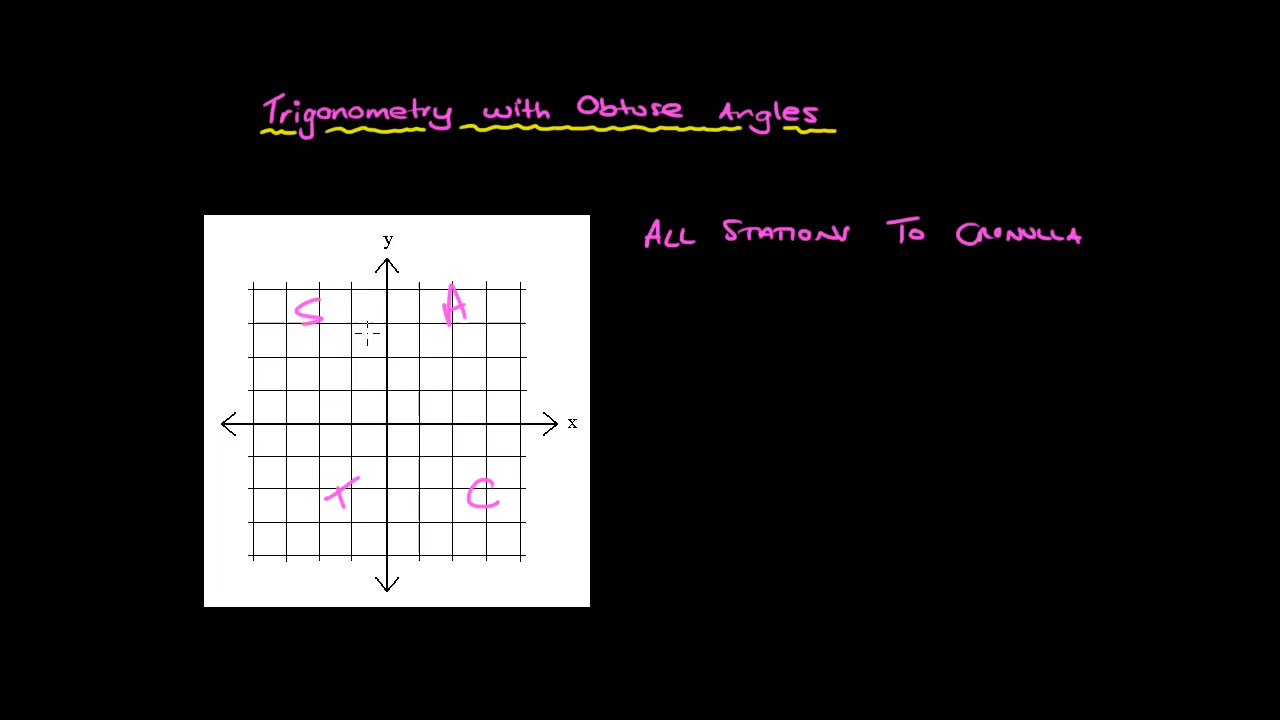 Trigonometry with Obtuse Angles
ALL STATIONS TO CRONULLA
y
S A
x
T C